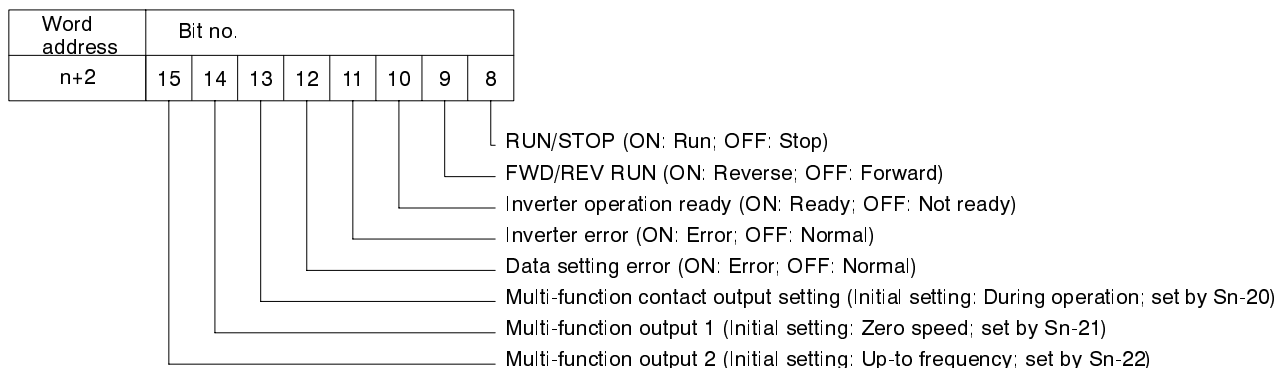 Word address Bit no.
n+2 15 14 13 12 11 10 9 8
RUN/STOP (ON: Run; OFF: Stop)
FWD/REV RUN (ON: Reverse; OFF: Forward)
Inverter operation ready (ON: Ready; OFF: Not ready)
Inverter error (ON: Error; OFF: Normal)
Data setting error (ON: Error; OFF: Normal)
Multi-function contact output setting (Initial setting: During operation; set by Sn-20)
Multi-function output 1 (Initial setting: Zero speed; set by Sn-21)
Multi-function output 2 (Initial setting: Up-to frequency; set by Sn-22)